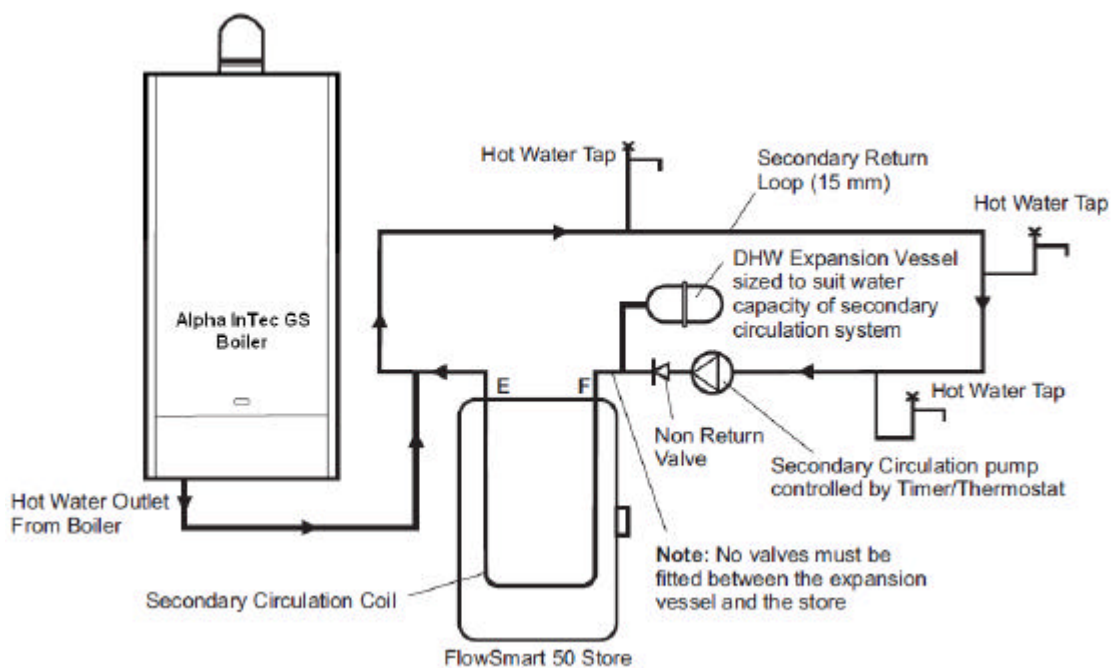 Hot Water Tap
Secondary Return
Loop (15 mm)
Hot Water Tap
DHW Expansion Vessel
sized to suit water
capacity of secondary
circulation system
Alpha InTec GS
Boiler
E
F
Hot Water Tap
Non Return
Valve
Secondary Circulation pump
controlled by Timer/Thermostat
Hot Water Outlet
From Boiler
Note: No valves must be
fitted between the expansion
vessel and the store
Secondary Circulation Coil
FlowSmart 50 Store